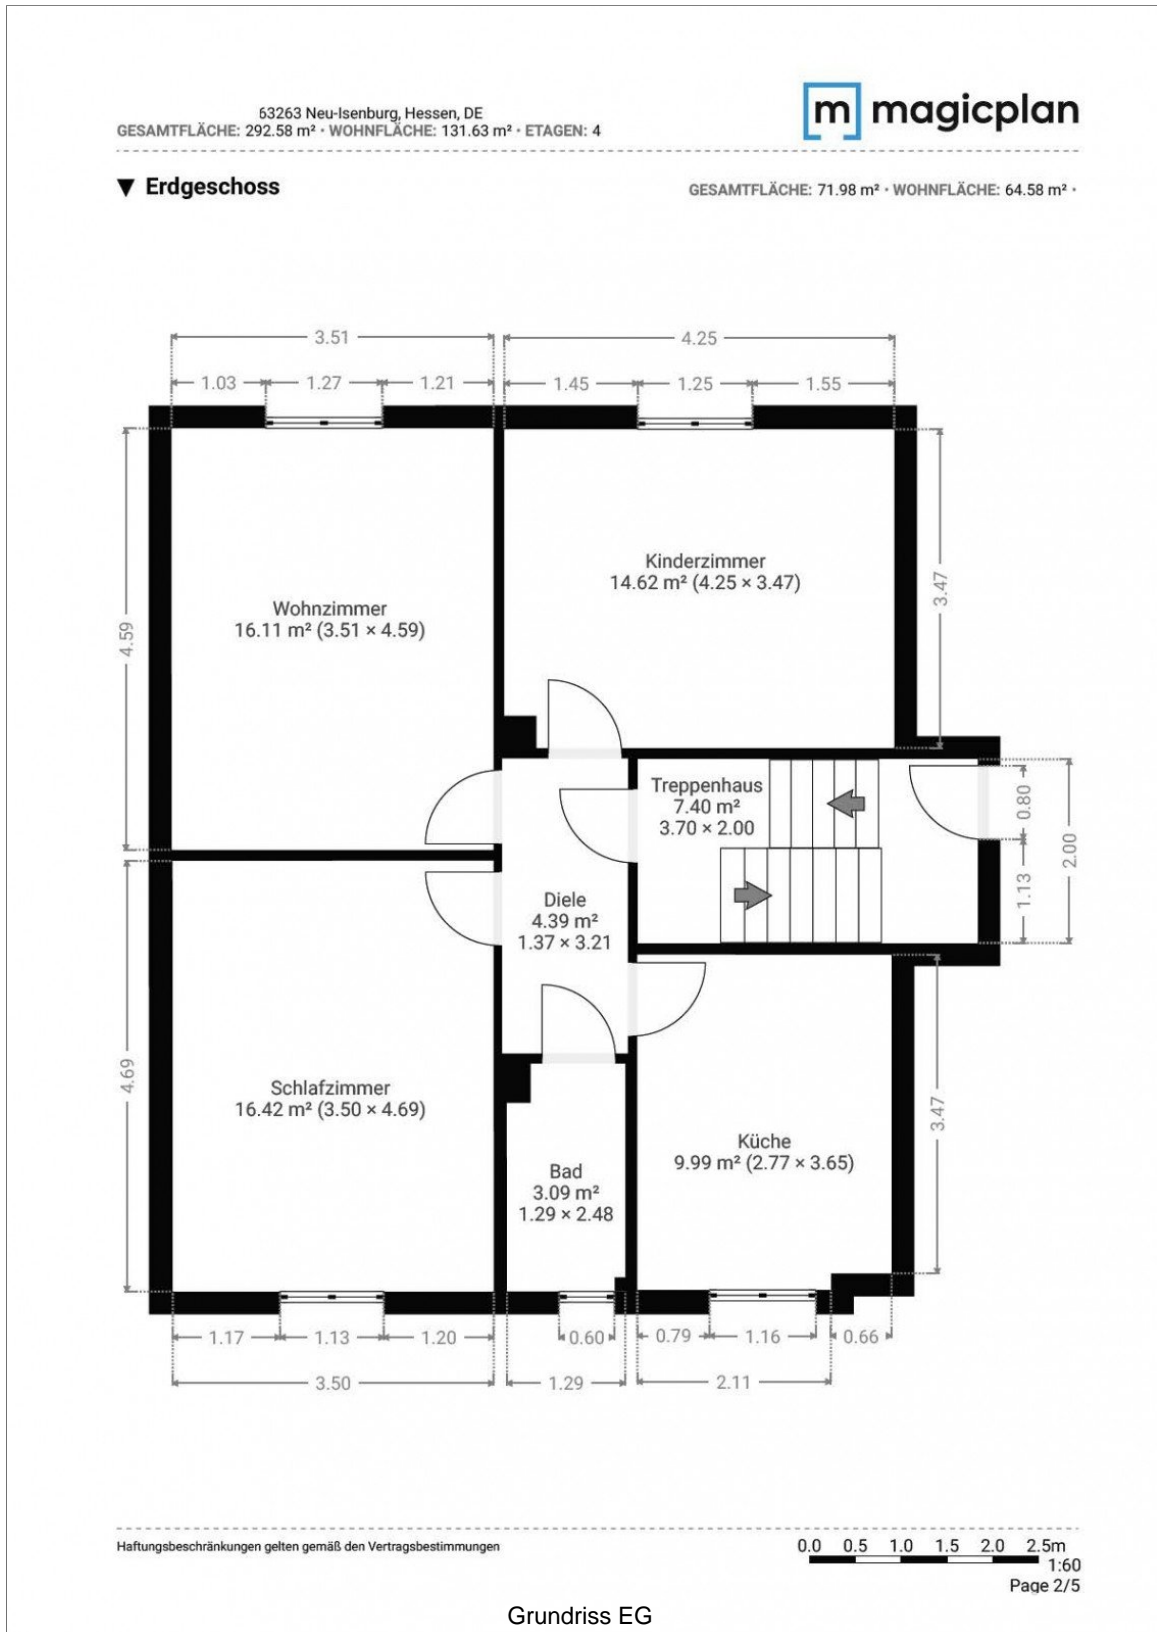 63263 Neu-Isenburg, Hessen, DE
GESAMTFLÄCHE: 292.58 m² · WOHNFLÄCHE: 131.63 m² · ETAGEN: 4
m magicplan
▼ Erdgeschoss
GESAMTFLÄCHE: 71.98 m² · WOHNFLÄCHE: 64.58 m² ·
3.51
4.25
1.03
1.27
1.21
1.45
1.25
1.55
Kinderzimmer
14.62 m² (4.25 × 3.47)
3.47
Wohnzimmer
16.11 m² (3.51 × 4.59)
4.59
Treppenhaus
7.40 m²
3.70 × 2.00
0.80
2.00
1.13
Diele
4.39 m²
1.37 × 3.21
4.69
Schlafzimmer
16.42 m² (3.50 × 4.69)
3.47
Küche
9.99 m² (2.77 × 3.65)
Bad
3.09 m²
1.29 × 2.48
1.17
1.13
1.20
0.60
0.79
1.16
0.66
3.50
1.29
2.11
Haftungsbeschränkungen gelten gemäß den Vertragsbestimmungen
0.0 0.5 1.0 1.5 2.0 2.5m
1:60
Page 2/5
Grundriss EG